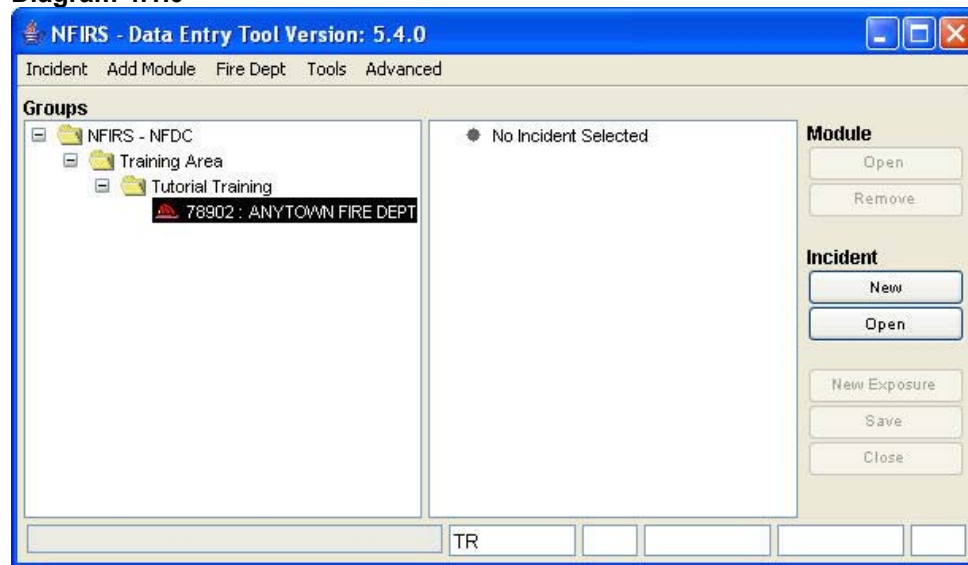 NFIRS - Data Entry Tool Version: 5.4.0
Incident Add Module Fire Dept Tools Advanced
Groups
NFIRS - NFDC
Training Area
Tutorial Training
78902 : ANYTOWN FIRE DEPT
No Incident Selected
Module
Open
Remove
Incident
New
Open
New Exposure
Save
Close
TR